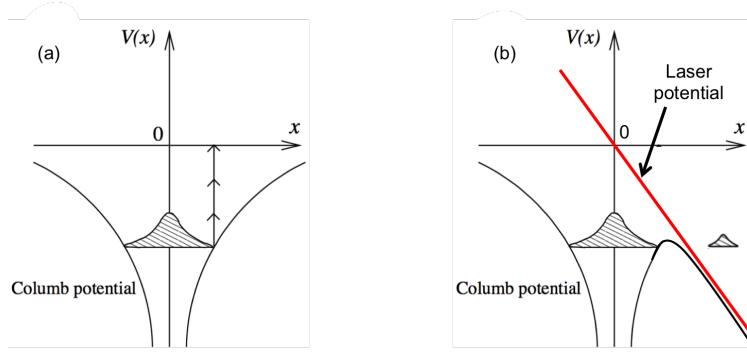 (a)
V(x)
0
x
Columb potential
(b)
V(x)
Laser
potential
0
x
Columb potential